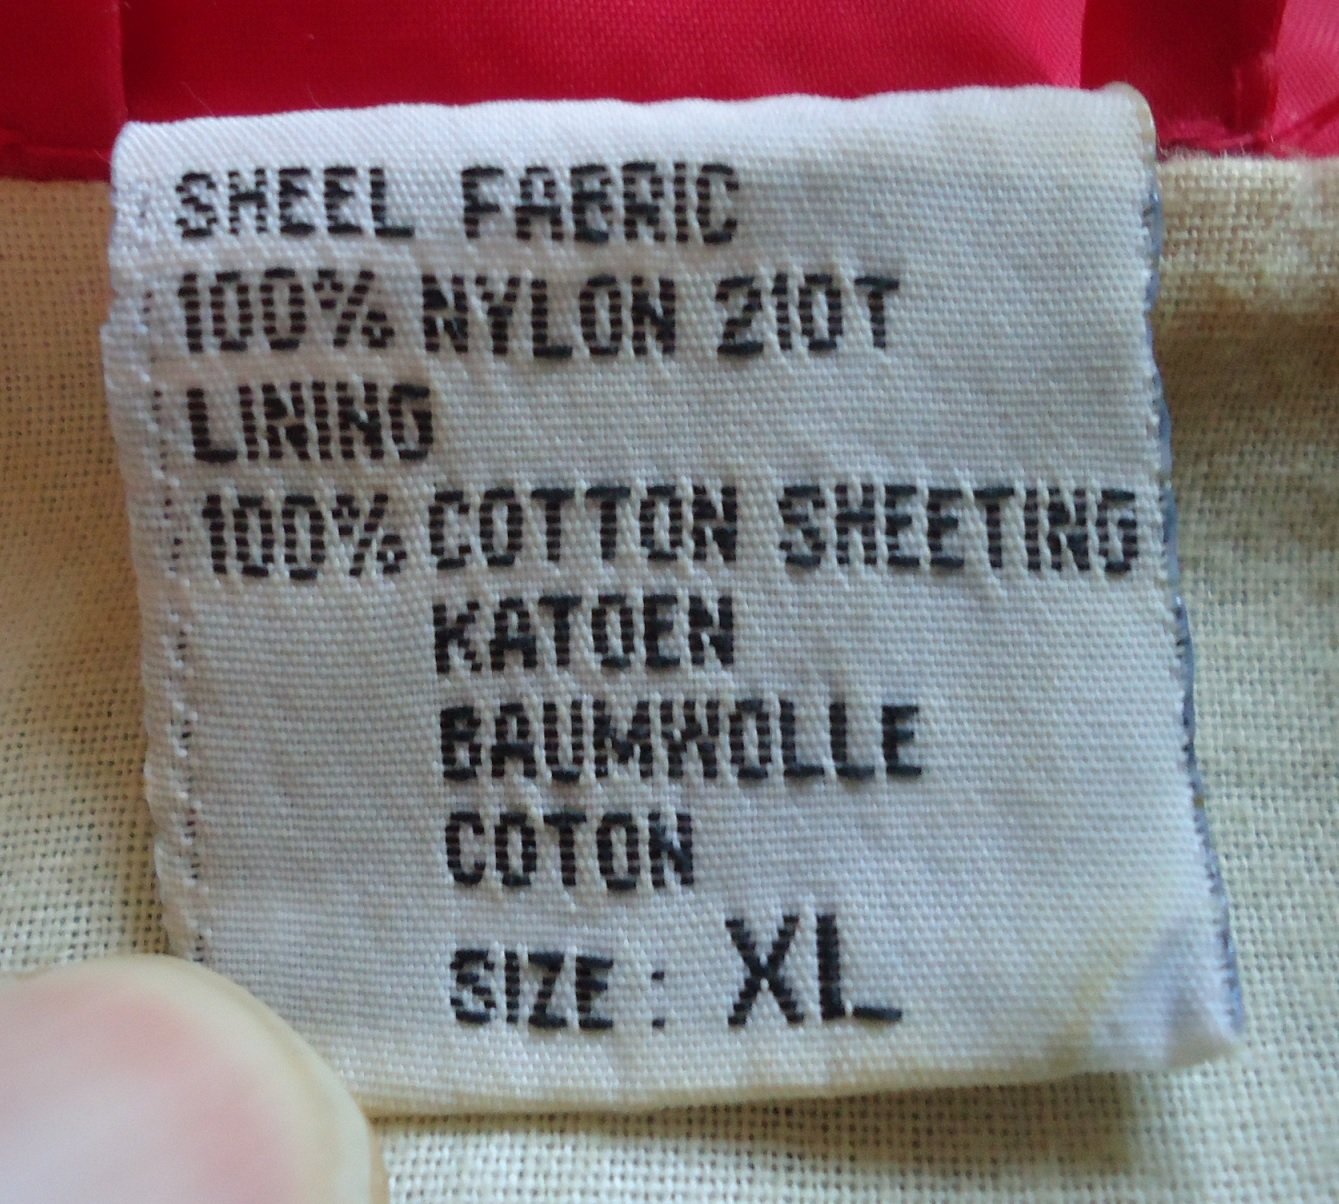 SHEEL FABRIC
100% NYLON 210T
LINING
100% COTTON SHEETING
KATOEN
BAUMWOLLE
COTON
SIZE : XL